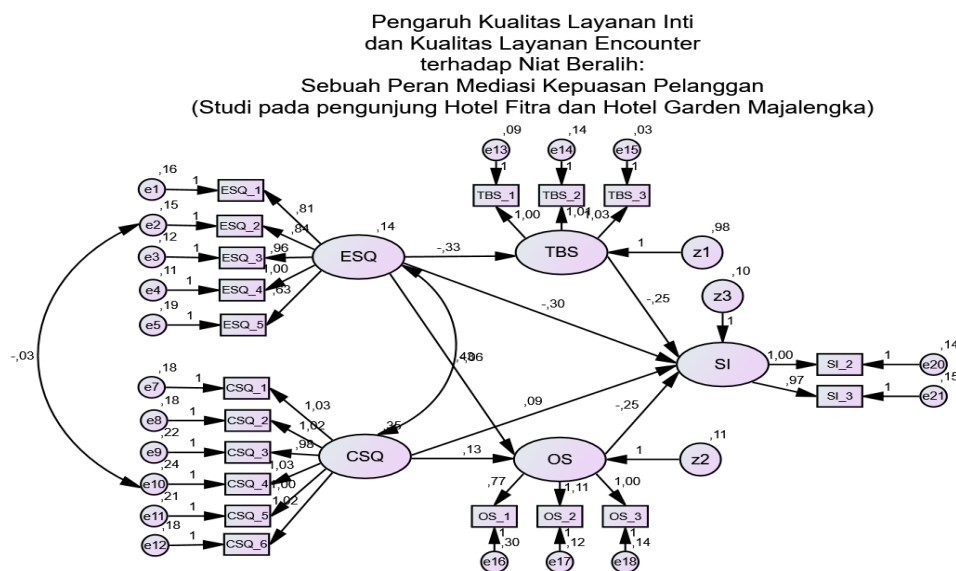 Pengaruh Kualitas Layanan Inti
dan Kualitas Layanan Encounter
terhadap Niat Beralih:
Sebuah Peran Mediasi Kepuasan Pelanggan
(Studi pada pengunjung Hotel Fitra dan Hotel Garden Majalengka)
,09 ,14 ,03
e13 e14 e15
1 1 1
TBS_1 TBS_2 TBS_3
1,00 1,01 1,03
,16
e1 1 ESQ_1 ,81
,15
e2 1 ESQ_2 ,84
,12
e3 1 ESQ_3 ,96
,11
e4 1 ESQ_4 1,00
,19
e5 1 ESQ_5 ,63
,14
ESQ
-,33
TBS
1
z1
,98
,10
z3
1
-,30
-,25
-,03
,06
SI
1,00 SI_2 1 e20 ,14
,97 SI_3 1 e21 ,15
,18
e7 1 CSQ_1 1,03
,18
e8 1 CSQ_2 1,02
,22
e9 1 CSQ_3 ,98
,24
e10 1 CSQ_4 1,03
,21
e11 1 CSQ_5 1,00
,18
e12 1 CSQ_6 1,02
,35
CSQ
,09
,13
-,25
OS
1
z2
,11
,77 1,11 1,00
OS_1 OS_2 OS_3
1 1 1
,30 ,12 ,14
e16 e17 e18